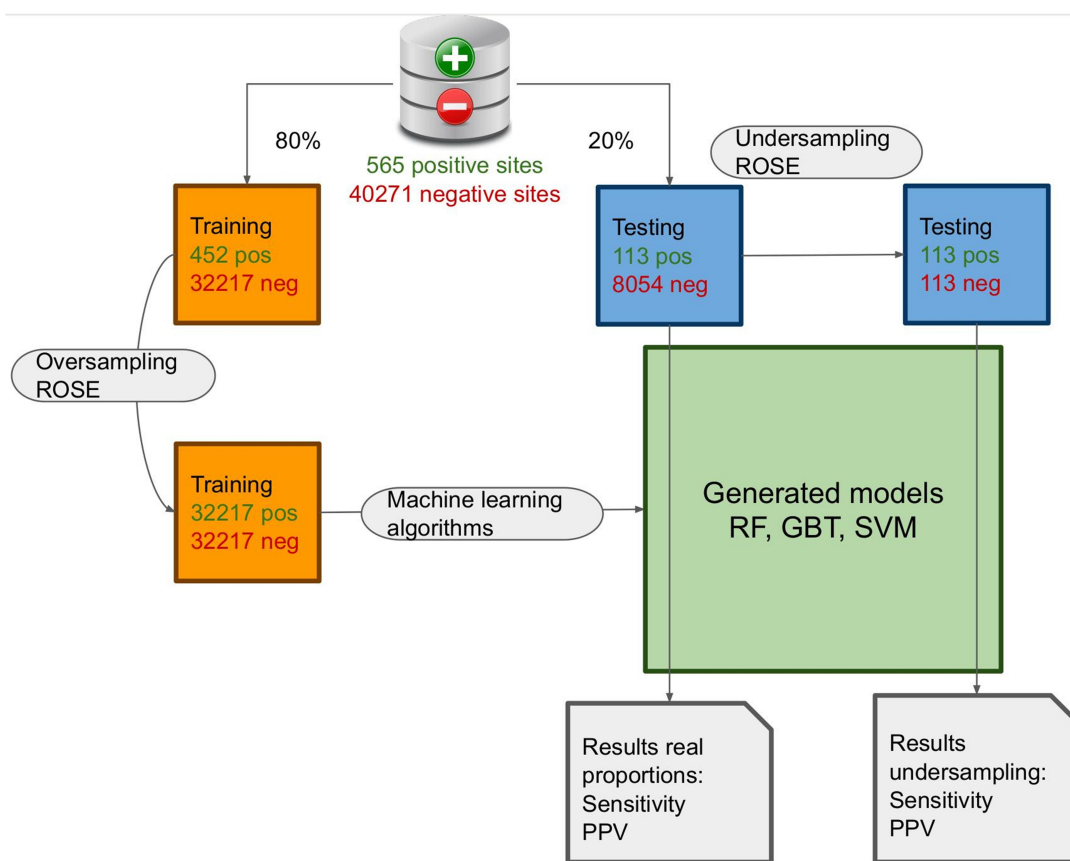 80%
20%
565 positive sites
40271 negative sites
Undersampling
ROSE
Training
452 pos
32217 neg
Testing
113 pos
8054 neg
Testing
113 pos
113 neg
Oversampling
ROSE
Training
32217 pos
32217 neg
Machine learning
algorithms
Generated models
RF, GBT, SVM
Results real
proportions:
Sensitivity
PPV
Results
undersampling:
Sensitivity
PPV